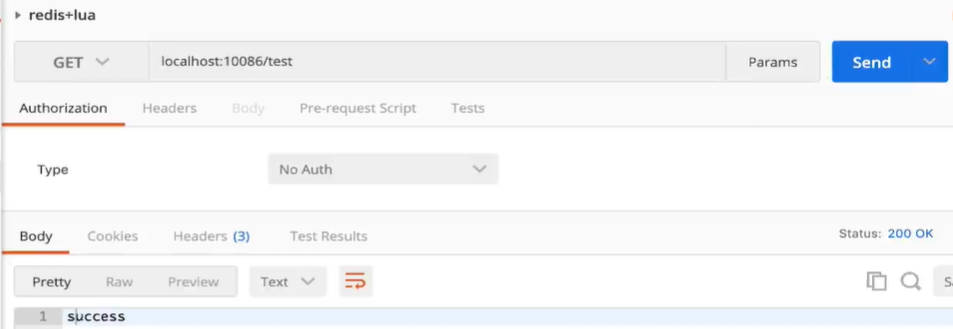 redis+lua
GET localhost:10086/test Params Send
Authorization Headers Body Pre-request Script Tests
Type No Auth
Body Cookies Headers (3) Test Results Status: 200 OK
Pretty Raw Preview Text
1 success